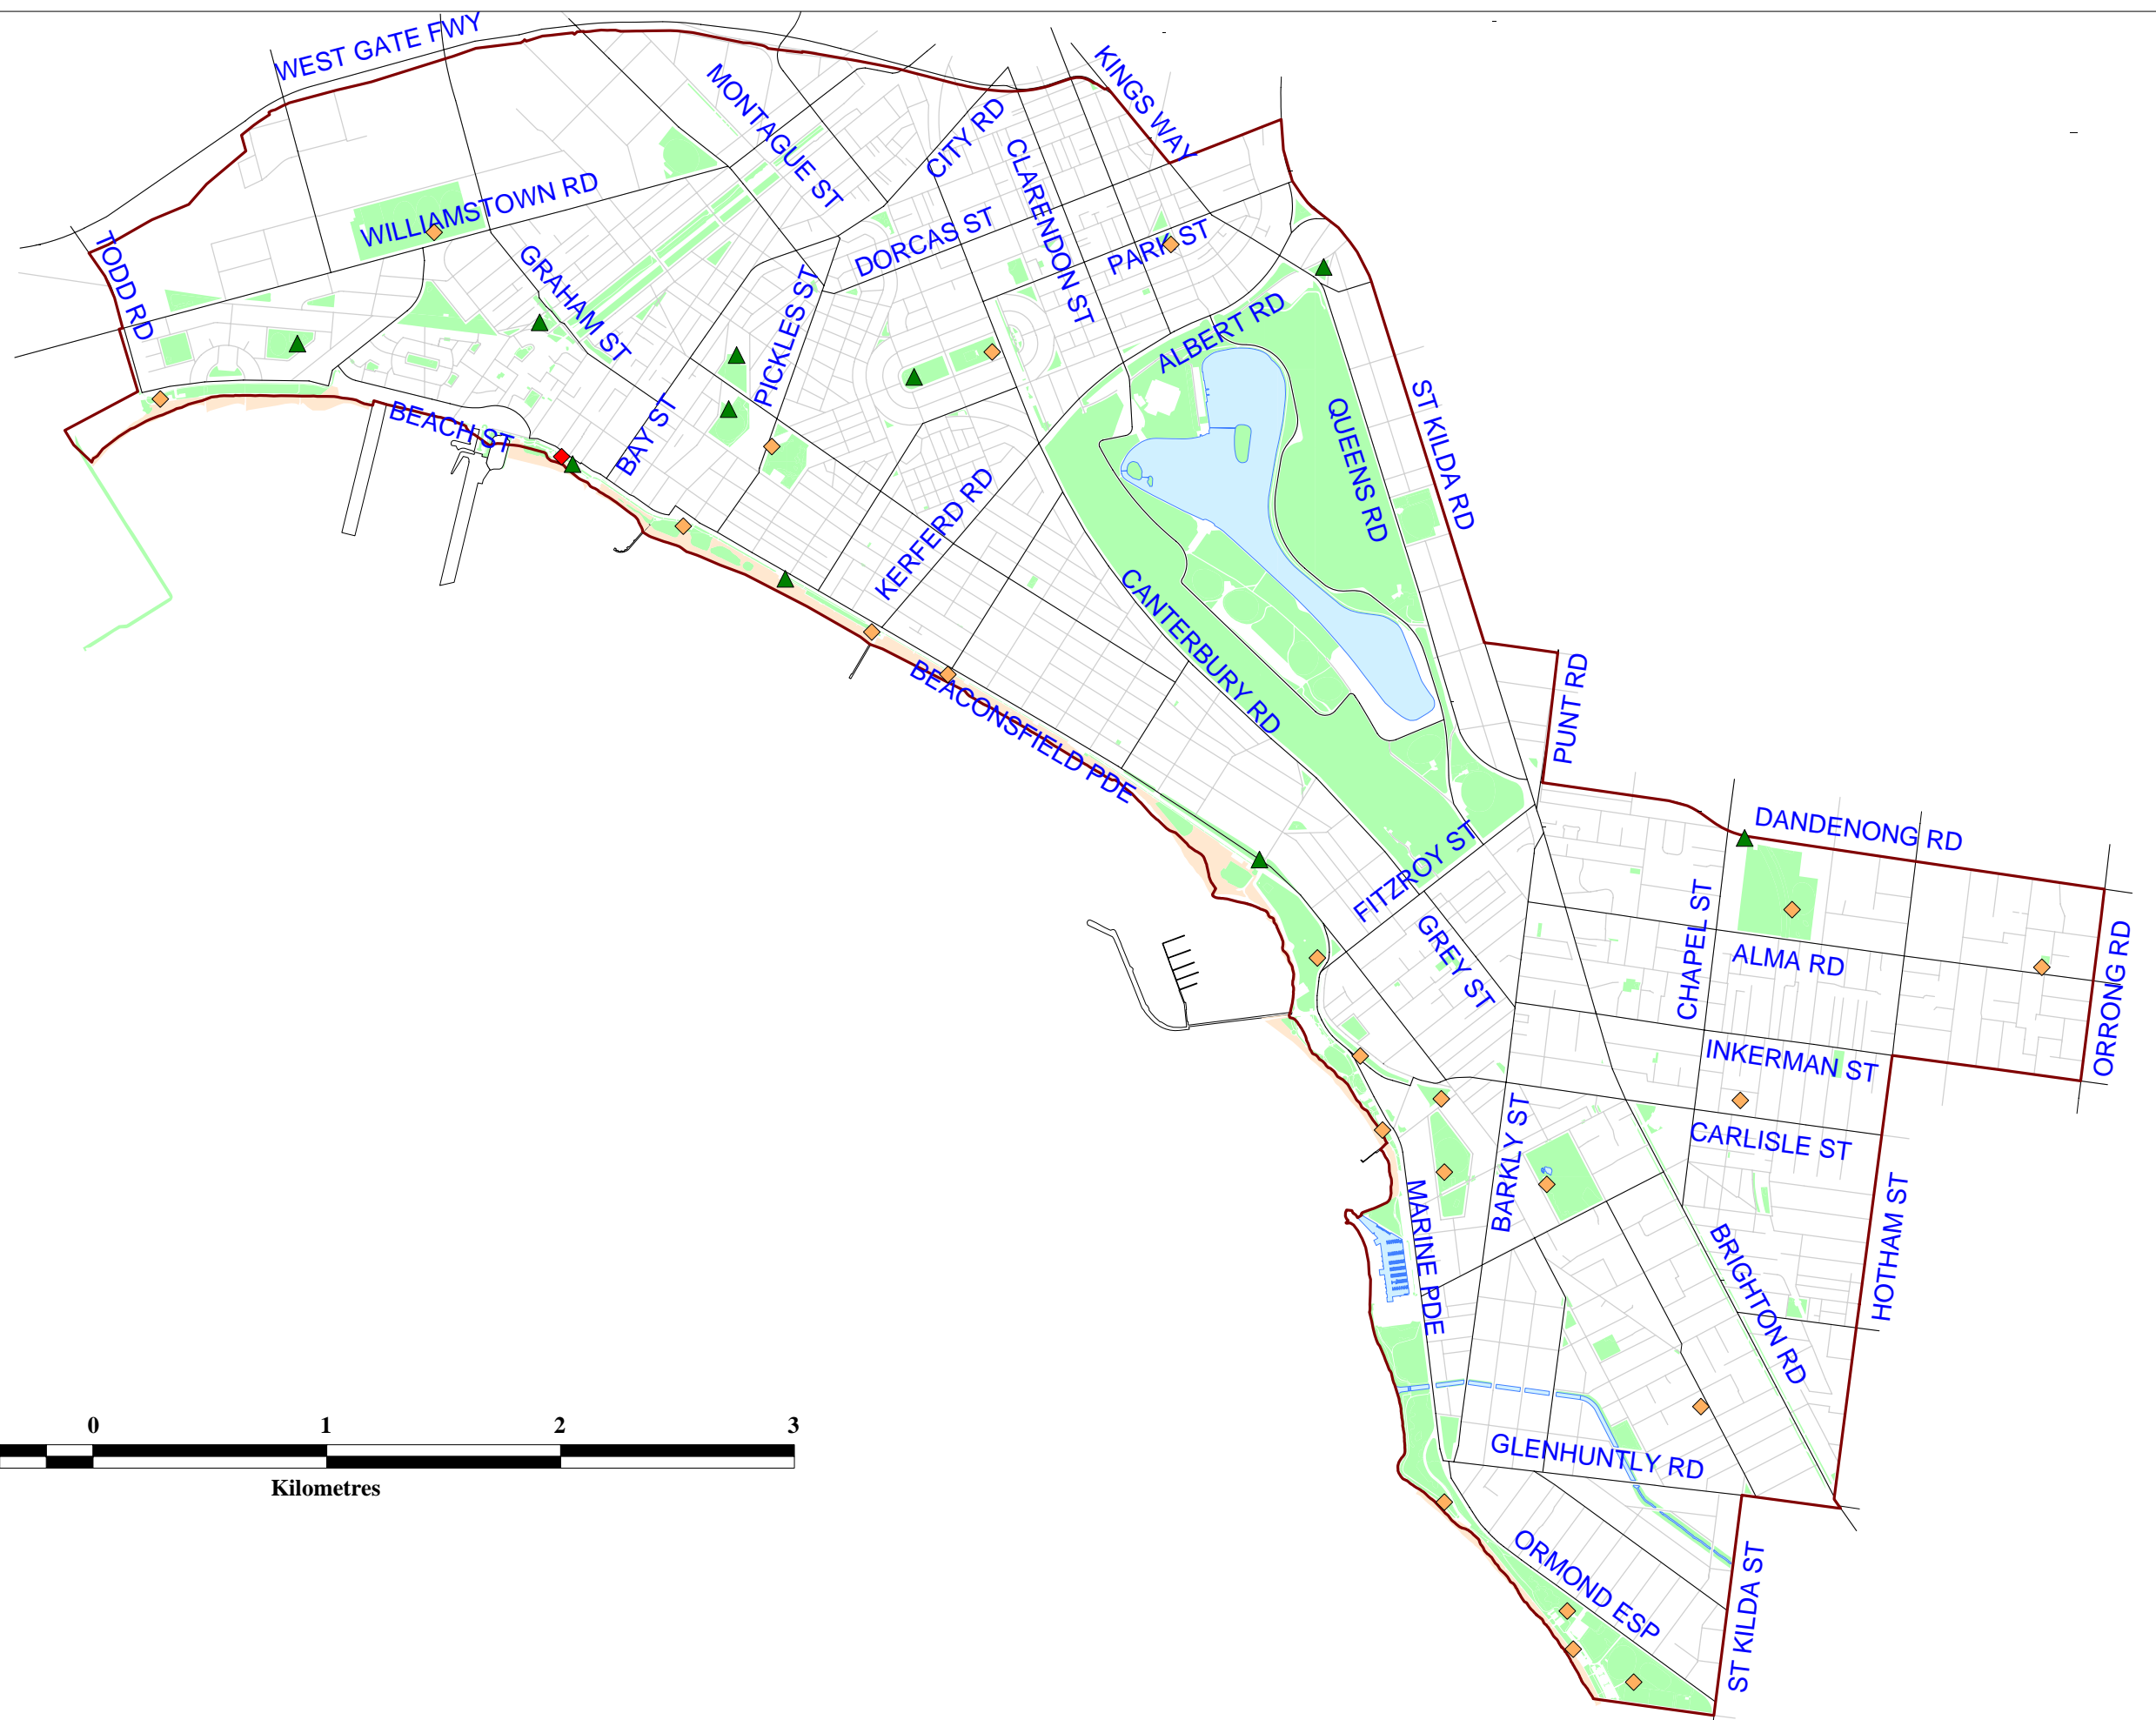 WEST GATE FWY
KINGS WAY
MONTAGUE ST
CITY RD
CLARENDON ST
WILLIAMSTOWN RD
DORCAS ST
PARK ST
TODD RD
GRAHAM ST
PICKLES ST
ALBERT RD
BEACH ST
BAY ST
QUEENS RD
ST KILDA RD
KERFERD RD
CANTERBURY RD
BEACONSFIELD PDE
PUNT RD
DANDENONG RD
FITZROY ST
GREY ST
CHAPEL ST
ALMA RD
ORRONG RD
INKERMAN ST
CARLISLE ST
BARKLY ST
MARINE PDE
HOTHAM ST
BRIGHTON RD
0 1 2 3
Kilometres
GLENHUNTLY RD
ORMOND ESP
ST KILDA ST